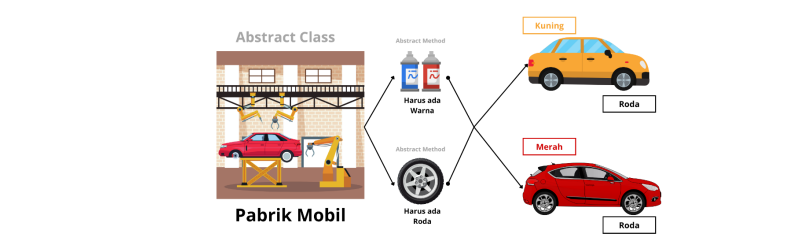 Abstract Class
Pabrik Mobil
Abstract Method
Harus ada
Warna
Abstract Method
Harus ada
Roda
Kuning
Roda
Merah
Roda